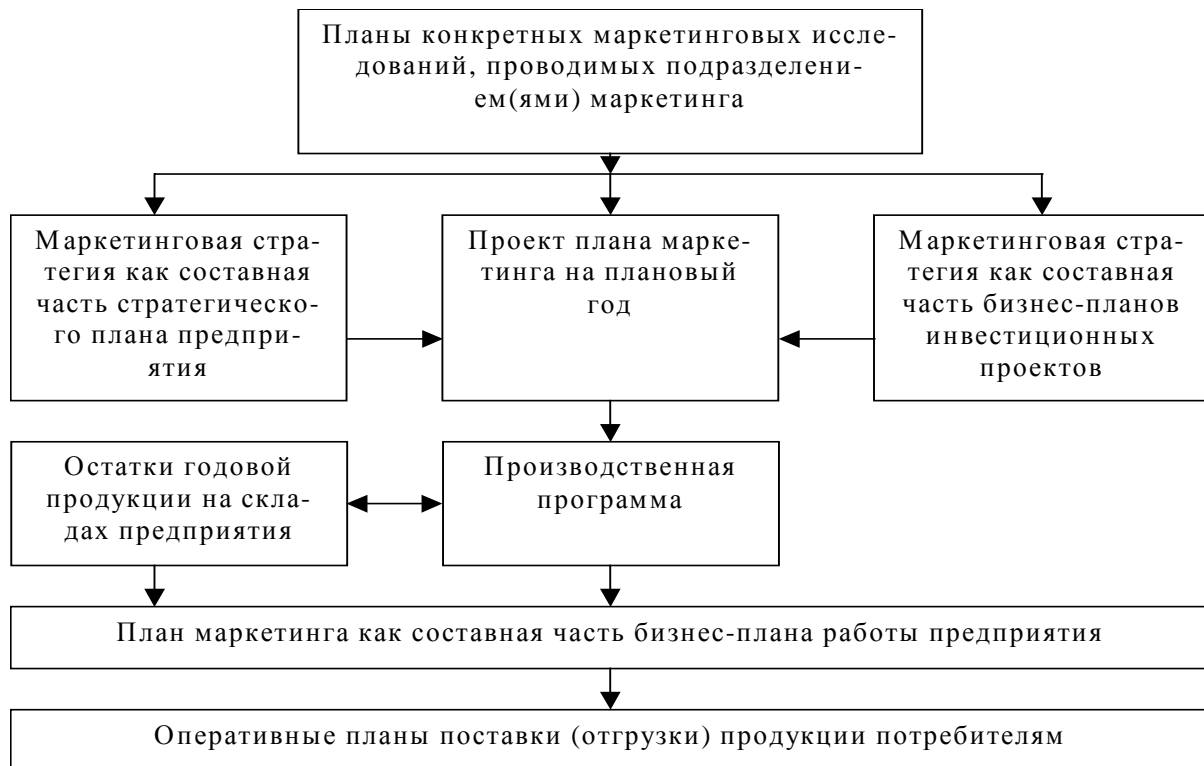 Планы конкретных маркетинговых иссле-
дований, проводимых подразделени-
ем(ями) маркетинга
Маркетинговая стра-
тегия как составная
часть стратегическо-
го плана предприя-
ятия
Проект плана марке-
тинга на плановый
год
Маркетинговая стра-
тегия как составная
часть бизнес-планов
инвестиционных
проектов
Остатки годовой
продукции на скла-
дах предприятия
Производственная
программа
План маркетинга как составная часть бизнес-плана работы предприятия
Оперативные планы поставки (отгрузки) продукции потребителям